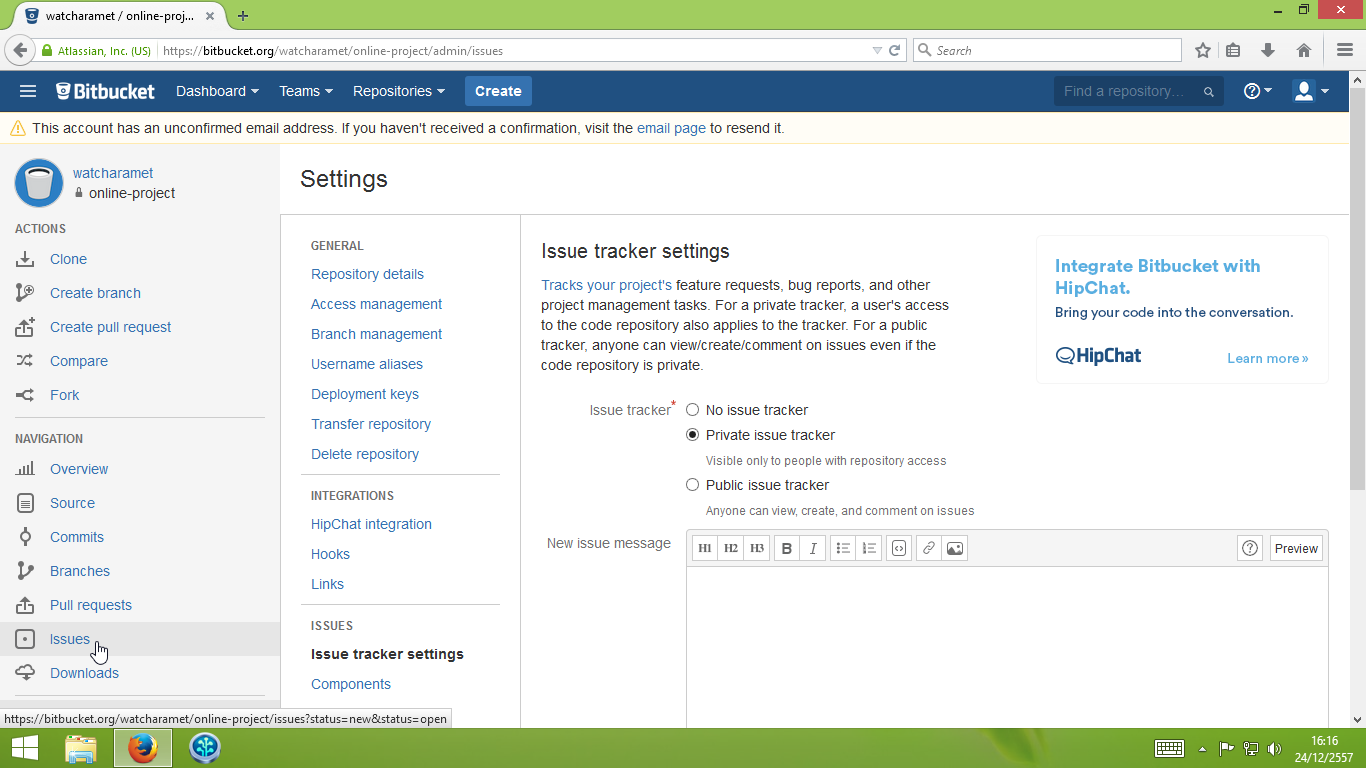 watcharamet / online-proj...
Atlassian, Inc. (US)
https://bitbucket.org/watcharamet/online-project/admin/issues
Search
Bitbucket
Dashboard
Teams
Repositories
Create
Find a repository...
This account has an unconfirmed email address. If you haven't received a confirmation, visit the email page to resend it.
watcharamet
online-project
ACTIONS
Clone
Create branch
Create pull request
Compare
Fork
NAVIGATION
Overview
Source
Commits
Branches
Pull requests
Issues
Downloads
https://bitbucket.org/watcharamet/online-project/issues?status=new&status=open
Settings
GENERAL
Repository details
Access management
Branch management
Username aliases
Deployment keys
Transfer repository
Delete repository
INTEGRATIONS
HipChat integration
Hooks
Links
ISSUES
Issue tracker settings
Components
Issue tracker settings
Tracks your project's feature requests, bug reports, and other
project management tasks. For a private tracker, a user's access
to the code repository also applies to the tracker. For a public
tracker, anyone can view/create/comment on issues even if the
code repository is private.
Issue tracker*
No issue tracker
Private issue tracker
Visible only to people with repository access
Public issue tracker
Anyone can view, create, and comment on issues
New issue message
H1 H2 H3 B I
Preview
Integrate Bitbucket with
HipChat.
Bring your code into the conversation.
HipChat
Learn more »
16:16
24/12/2557